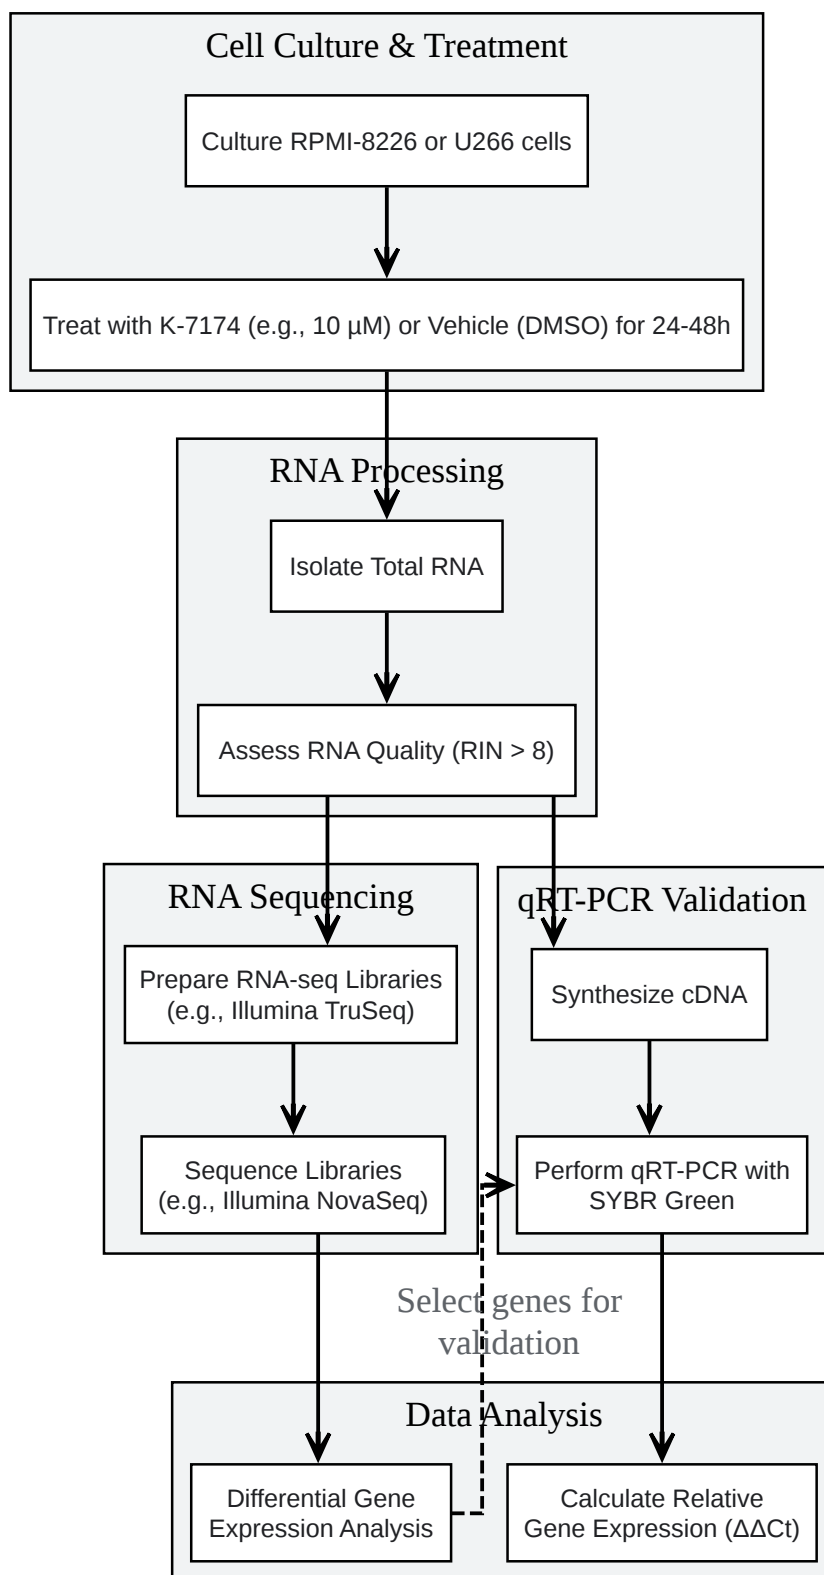 Cell Culture & Treatment
Culture RPMI-8226 or U266 cells
Treat with K-7174 (e.g., 10 µM) or Vehicle (DMSO) for 24-48h
RNA Processing
Isolate Total RNA
Assess RNA Quality (RIN > 8)
RNA Sequencing
Prepare RNA-seq Libraries
(e.g., Illumina TruSeq)
Sequence Libraries
(e.g., Illumina NovaSeq)
qRT-PCR Validation
Synthesize cDNA
Perform qRT-PCR with
SYBR Green
Select genes for
validation
Data Analysis
Differential Gene
Expression Analysis
Calculate Relative
Gene Expression (ΔΔCt)